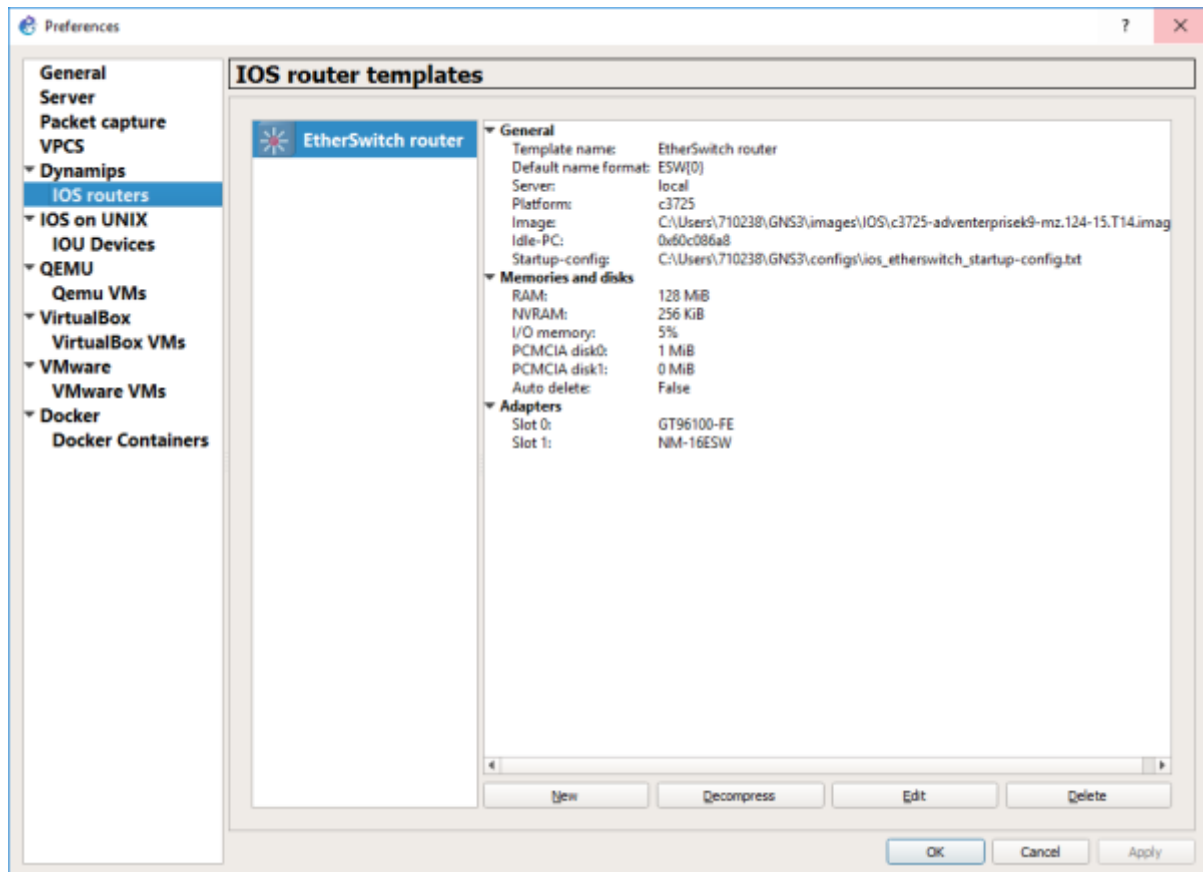 Preferences
General
Server
Packet capture
VPCS
Dynamips
IOS routers
IOS on UNIX
IOU Devices
QEMU
Qemu VMs
VirtualBox
VirtualBox VMs
VMware
VMware VMs
Docker
Docker Containers
IOS router templates
EtherSwitch router
General
Template name: EtherSwitch router
Default name format: ESW{0}
Server: local
Platform: c3725
Image: C:\Users\710238\GNS3\images\IOS\c3725-adventerprisek9-mz.124-15.T14.imag
Idle-PC: 0x60c086a8
Startup-config: C:\Users\710238\GNS3\configs\ios_etherswitch_startup-config.txt
Memories and disks
RAM: 128 MiB
NVRAM: 256 KiB
I/O memory: 5%
PCMCIA disk0: 1 MiB
PCMCIA disk1: 0 MiB
Auto delete: False
Adapters
Slot 0: GT96100-FE
Slot 1: NM-16ESW
New Decompress Edit Delete
OK Cancel Apply